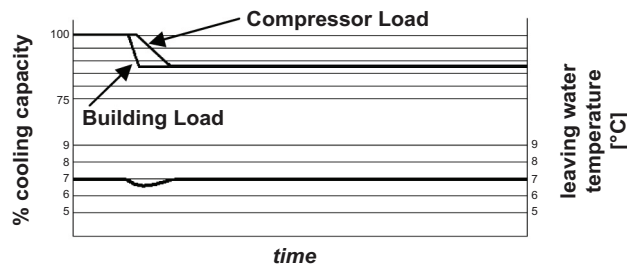 Compressor Load
100
75
Building Load
9
8
7
6
5
% cooling capacity
9
8
7
6
5
leaving water
temperature
[°C]
time